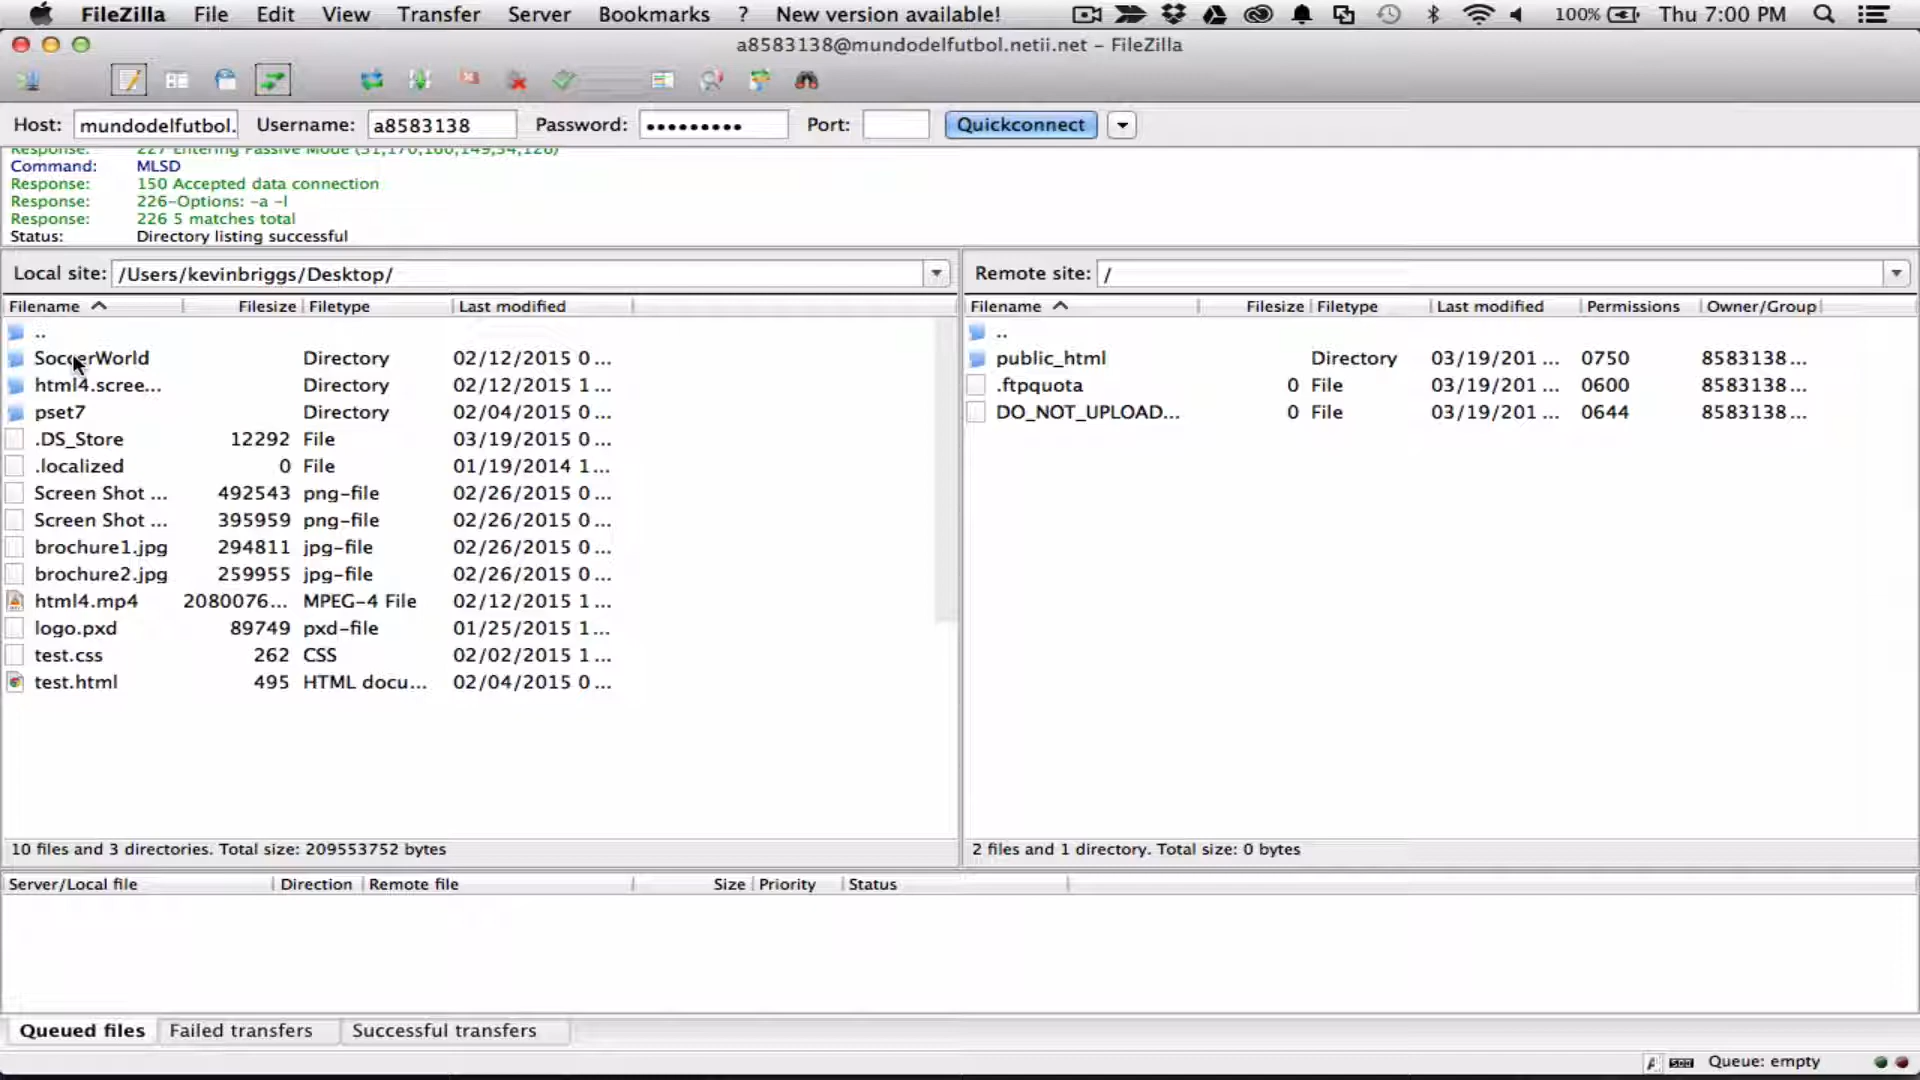 FileZilla File Edit View Transfer Server Bookmarks ? New version available! 100% Thu 7:00 PM
a8583138@mundodelfutbol.netii.net - FileZilla
Host: mundodelfutbol. Username: a8583138 Password: ••••••••• Port: Quickconnect
Response: 227 Entering Passive Mode
Command: MLSD
Response: 150 Accepted data connection
Response: 226-Options: -a -l
Response: 226 5 matches total
Status: Directory listing successful
Local site: /Users/kevinbriggs/Desktop/
Filename Filesize Filetype Last modified
..
SoccerWorld Directory 02/12/2015 0...
html4.scree... Directory 02/12/2015 1...
pset7 Directory 02/04/2015 0...
.DS_Store 12292 File 03/19/2015 0...
.localized 0 File 01/19/2014 1...
Screen Shot ... 492543 png-file 02/26/2015 0...
Screen Shot ... 395959 png-file 02/26/2015 0...
brochure1.jpg 294811 jpg-file 02/26/2015 0...
brochure2.jpg 259955 jpg-file 02/26/2015 0...
html4.mp4 2080076... MPEG-4 File 02/12/2015 1...
logo.pxd 89749 pxd-file 01/25/2015 1...
test.css 262 CSS 02/02/2015 1...
test.html 495 HTML docu... 02/04/2015 0...
10 files and 3 directories. Total size: 209553752 bytes
Remote site: /
Filename Filesize Filetype Last modified Permissions Owner/Group
..
public_html Directory 03/19/201 ... 0750 8583138...
.ftpquota 0 File 03/19/201 ... 0600 8583138...
DO_NOT_UPLOAD... 0 File 03/19/201 ... 0644 8583138...
2 files and 1 directory. Total size: 0 bytes
Server/Local file Direction Remote file Size Priority Status
Queued files Failed transfers Successful transfers
Queue: empty